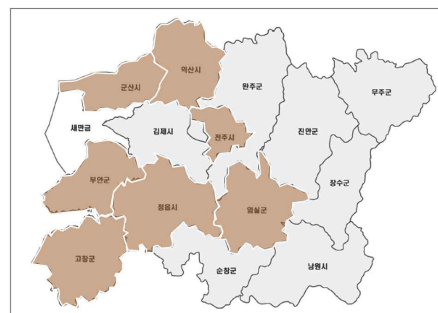 익산시
군산시
완주군
무주군
새만금
김제시
전주시
진안군
부안군
장수군
정읍시
임실군
고창군
순창군
남원시